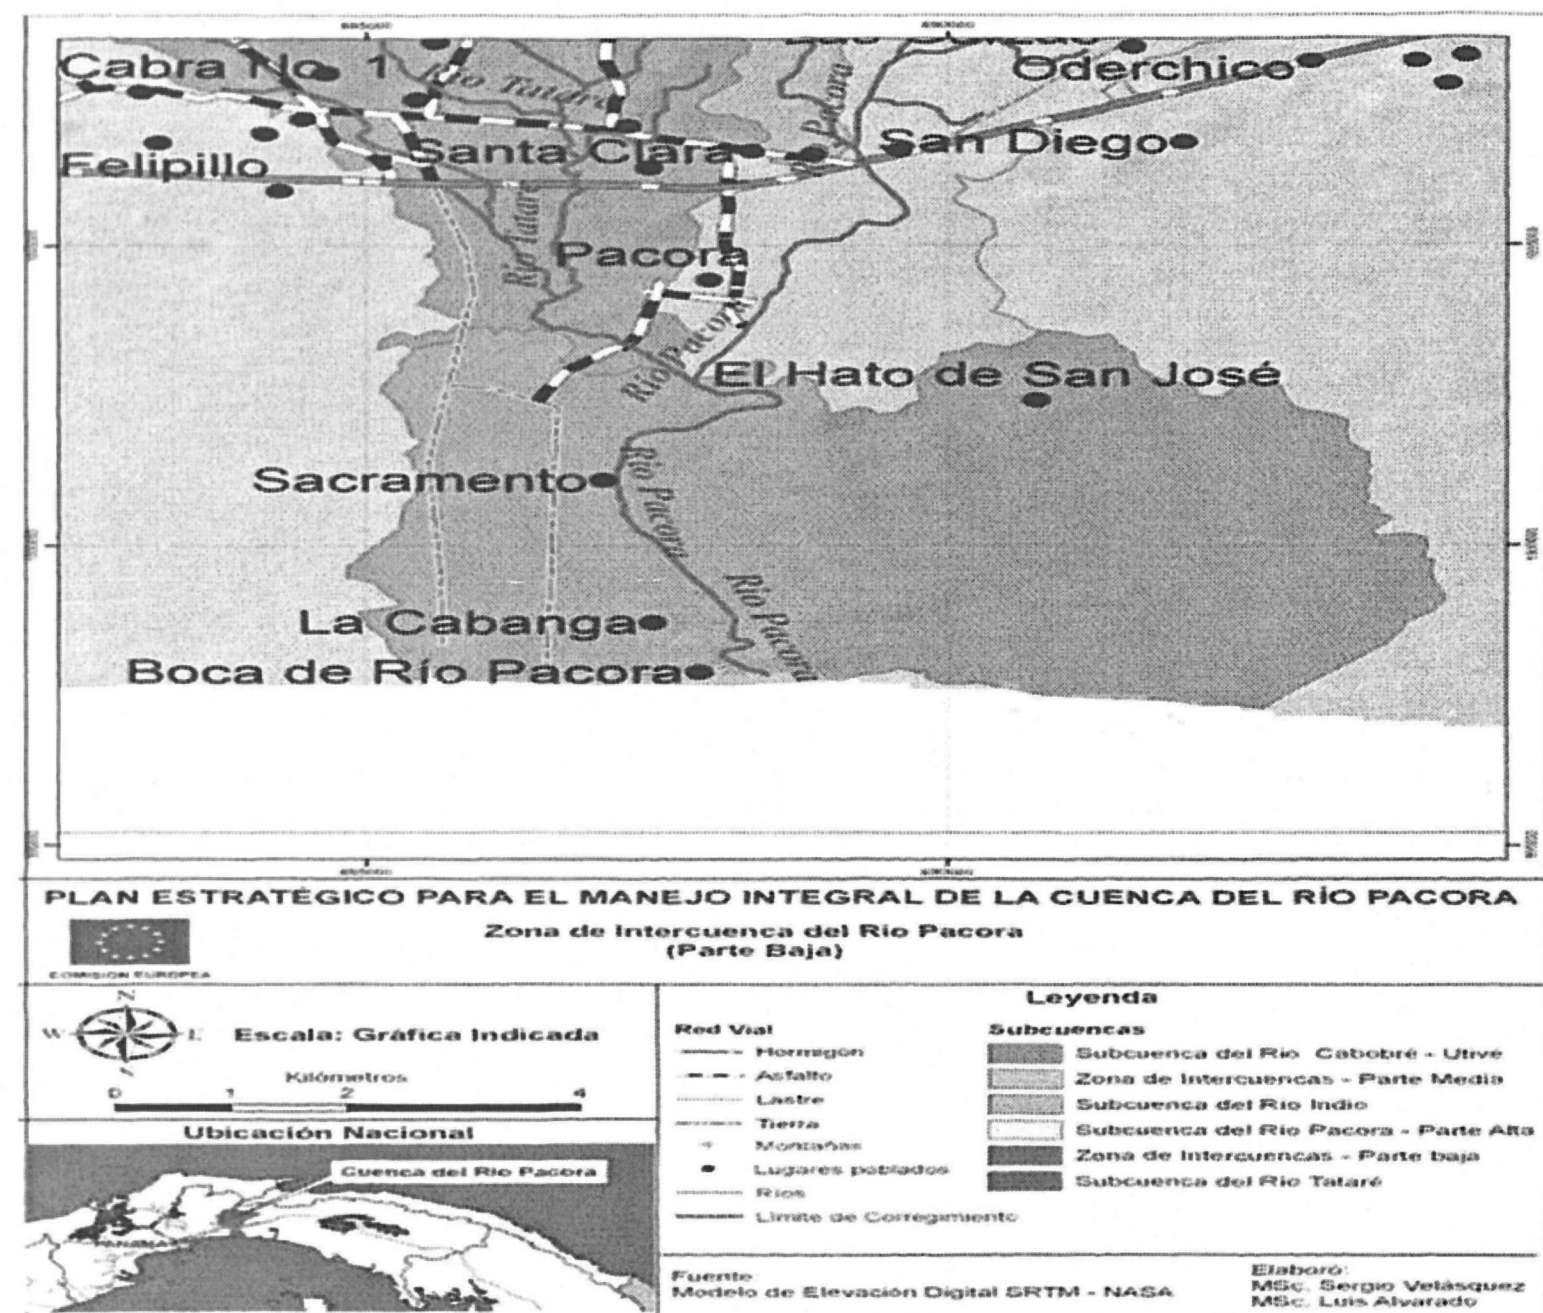 Cabra No. 1
Río Tataré
Pacora
Oderchico
Felipillo
Santa Clara
San Diego
Río Tataré
Pacora
Río Pacora
El Hato de San José
Sacramento
Río Pacora
La Cabanga
Río Pacora
Boca de Río Pacora
PLAN ESTRATÉGICO PARA EL MANEJO INTEGRAL DE LA CUENCA DEL RÍO PACORA
Zona de Intercuenca del Río Pacora
(Parte Baja)
COMISIÓN EUROPEA
N
W
E
S
Escala: Gráfica Indicada
Kilómetros
0 1 2 4
Ubicación Nacional
Cuenca del Río Pacora
PANAMA
Leyenda
Red Vial
Hormigón
Asfalto
Lastre
Tierra
Montañas
Lugares poblados
Ríos
Límite de Corregimiento
Subcuencas
Subcuenca del Río Cabobré - Utivé
Zona de Intercuencas - Parte Media
Subcuenca del Río Indio
Subcuenca del Río Pacora - Parte Alta
Zona de Intercuencas - Parte baja
Subcuenca del Río Tataré
Fuente
Modelo de Elevación Digital SRTM - NASA
Elaboró:
MSc. Sergio Velásquez
MSc. Luis Alvarado